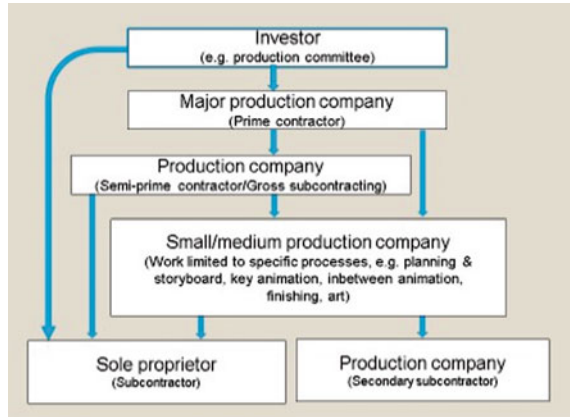 Investor
(e.g. production committee)
Major production company
(Prime contractor)
Production company
(Semi-prime contractor/Gross subcontracting)
Small/medium production company
(Work limited to specific processes, e.g. planning &
storyboard, key animation, inbetween animation,
finishing, art)
Sole proprietor
(Subcontractor)
Production company
(Secondary subcontractor)